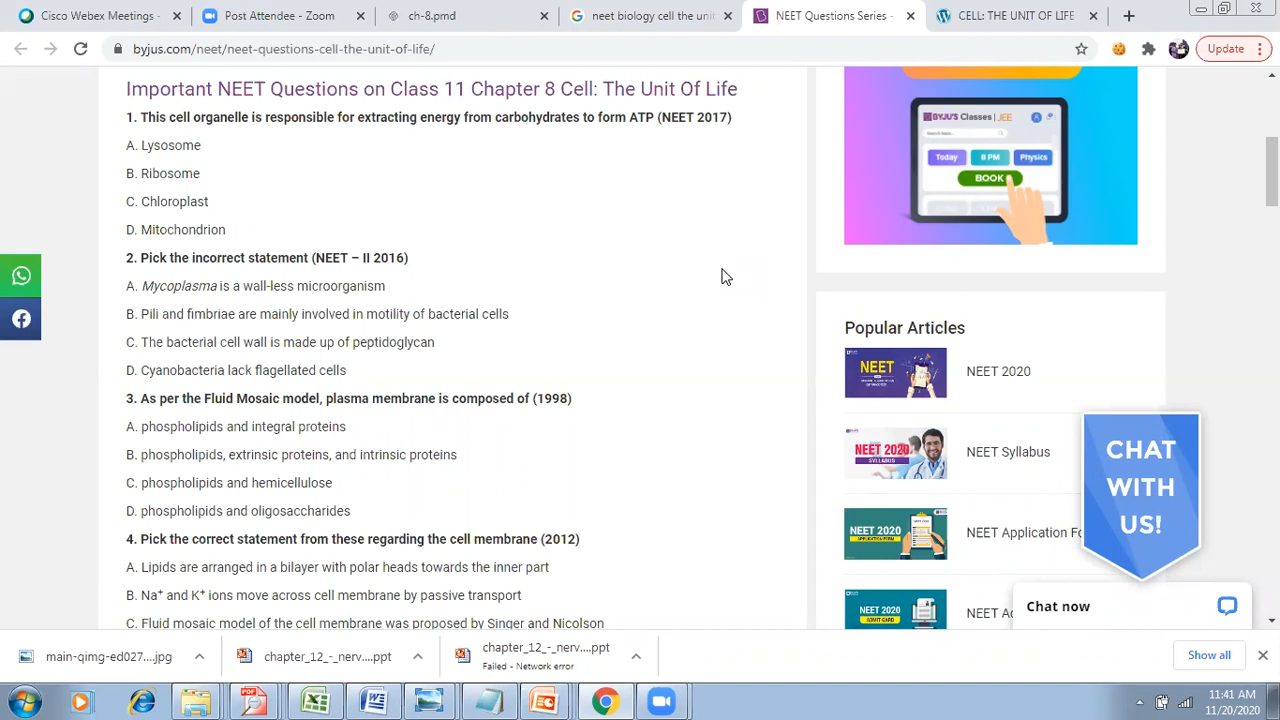 Cisco Webex Meetings -
Post Attendee - Zoom
ch-8.pmd
neet biology cell the unit
NEET Questions Series -
CELL: THE UNIT OF LIFE
byjus.com/neet/neet-questions-cell-the-unit-of-life/
Update
Important NEET Questions on Class 11 Chapter 8 Cell: The Unit Of Life
1. This cell organelle is responsible for extracting energy from carbohydrates to form ATP (NEET 2017)
A. Lysosome
B. Ribosome
C. Chloroplast
D. Mitochondrion
2. Pick the incorrect statement (NEET – II 2016)
A. Mycoplasma is a wall-less microorganism
B. Pili and fimbriae are mainly involved in motility of bacterial cells
C. The bacterial cell wall is made up of peptidoglycan
D. Cyanobacteria lack flagellated cells
3. As per the Fluid Mosaic model, plasma membrane is composed of (1998)
A. phospholipids and integral proteins
B. phospholipids, extrinsic proteins, and intrinsic proteins
C. phospholipids and hemicellulose
D. phospholipids and oligosaccharides
4. Pick the correct statement from these regarding the cell membrane (2012)
A. Lipids are arranged in a bilayer with polar heads towards the inner part
B. Na⁺ and K⁺ ions move across cell membrane by passive transport
C. Fluid mosaic model of the cell membrane was proposed by Singer and Nicolson
BYJU'S Classes | JEE
Today
8 PM
Physics
BOOK
Popular Articles
NEET
NEET 2020
NEET 2020
SYLLABUS
NEET Syllabus
NEET 2020
APPLICATION FORM
NEET Application Fo
NEET 2020
ADMIT CARD
NEET Ad
CHAT
WITH
US!
Chat now
main-qimg-ed027....jpg
chapter_12_-_nerv....ppt
chapter_12_-_nerv....ppt
Failed - Network error
Show all
11:41 AM
11/20/2020